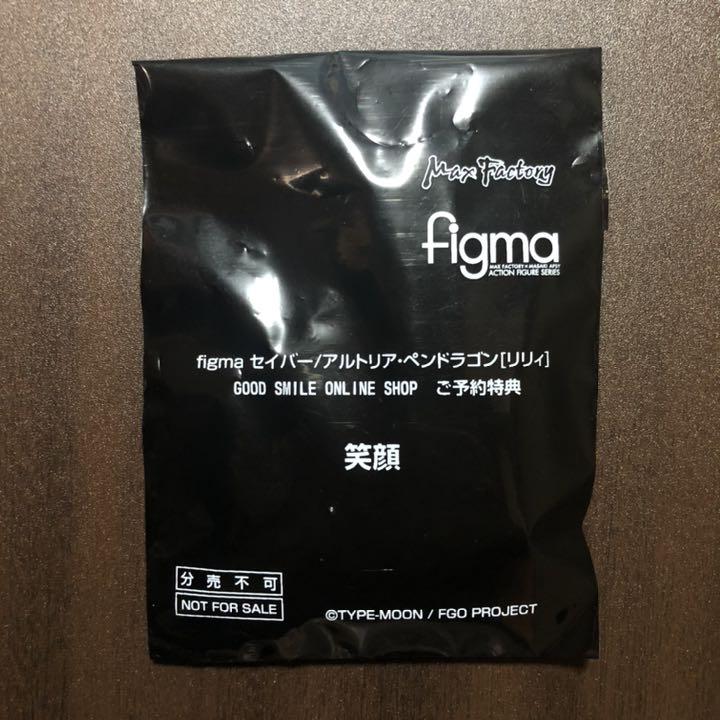 Max Factory
figma
MAX FACTORY × MASAKI APSY
ACTION FIGURE SERIES
figma セイバー/アルトリア・ペンドラゴン[リリィ]
GOOD SMILE ONLINE SHOP ご予約特典
笑顔
分売不可
NOT FOR SALE
©TYPE-MOON / FGO PROJECT